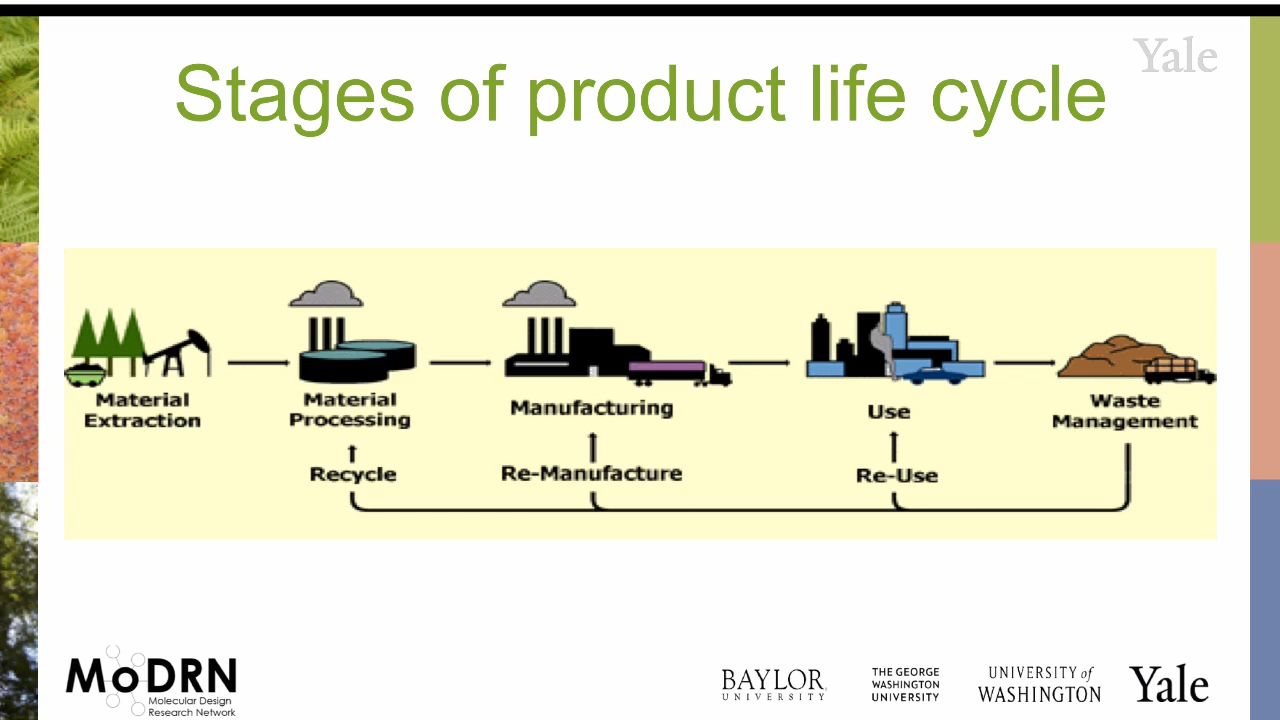 Yale
Stages of product life cycle
Material
Extraction
Material
Processing
Manufacturing
Use
Waste
Management
Recycle
Re-Manufacture
Re-Use
MoDRN
Molecular Design
Research Network
BAYLOR
UNIVERSITY
THE GEORGE
WASHINGTON
UNIVERSITY
UNIVERSITY of
WASHINGTON
Yale